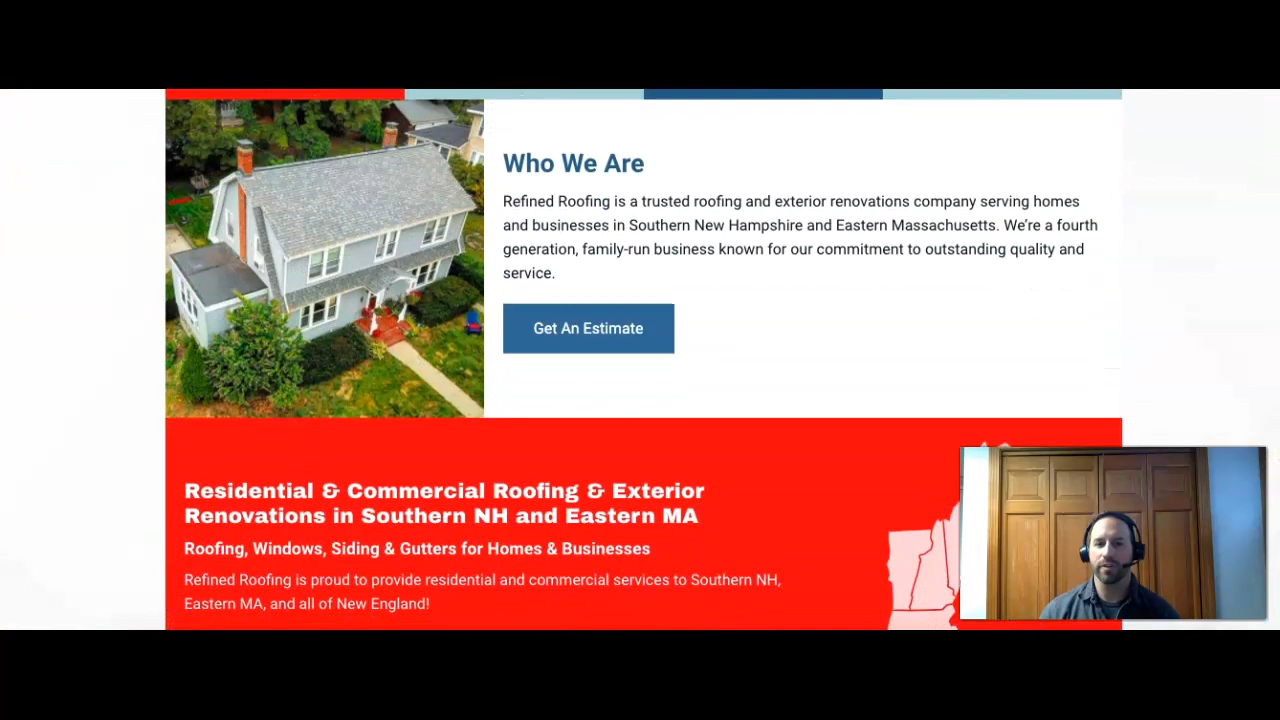 Who We Are
Refined Roofing is a trusted roofing and exterior renovations company serving homes
and businesses in Southern New Hampshire and Eastern Massachusetts. We’re a fourth
generation, family-run business known for our commitment to outstanding quality and
service.
Get An Estimate
Residential & Commercial Roofing & Exterior
Renovations in Southern NH and Eastern MA
Roofing, Windows, Siding & Gutters for Homes & Businesses
Refined Roofing is proud to provide residential and commercial services to Southern NH,
Eastern MA, and all of New England!